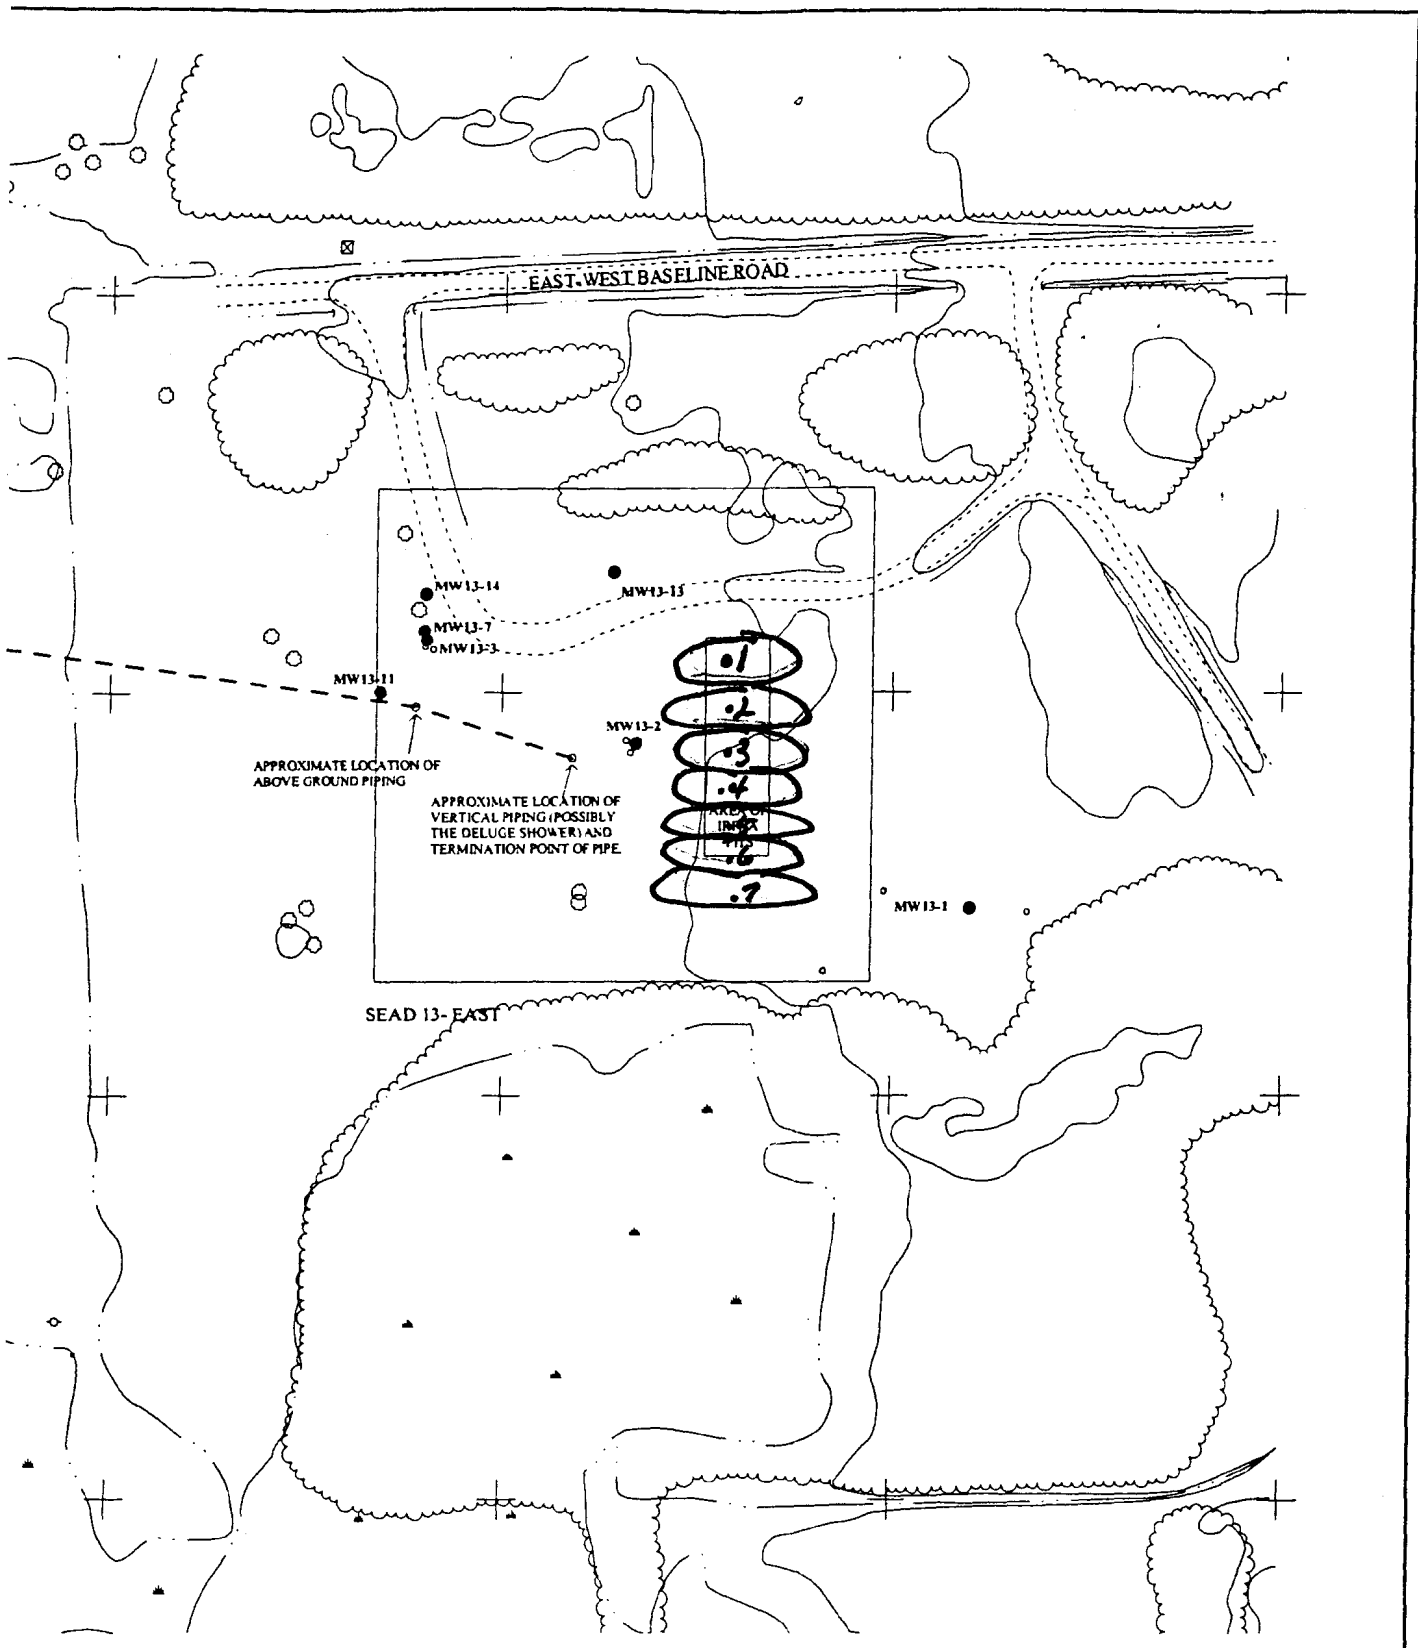 EAST-WEST BASELINE ROAD
MW13-14
MW13-13
MW13-7
MW13-3
.1
MW13-11
.2
MW13-2
.3
APPROXIMATE LOCATION OF
ABOVE GROUND PIPING
.4
APPROXIMATE LOCATION OF
VERTICAL PIPING (POSSIBLY
THE DELUGE SHOWER) AND
TERMINATION POINT OF PIPE.
AREA OF
.6
.7
MW13-1
SEAD 13- EAST